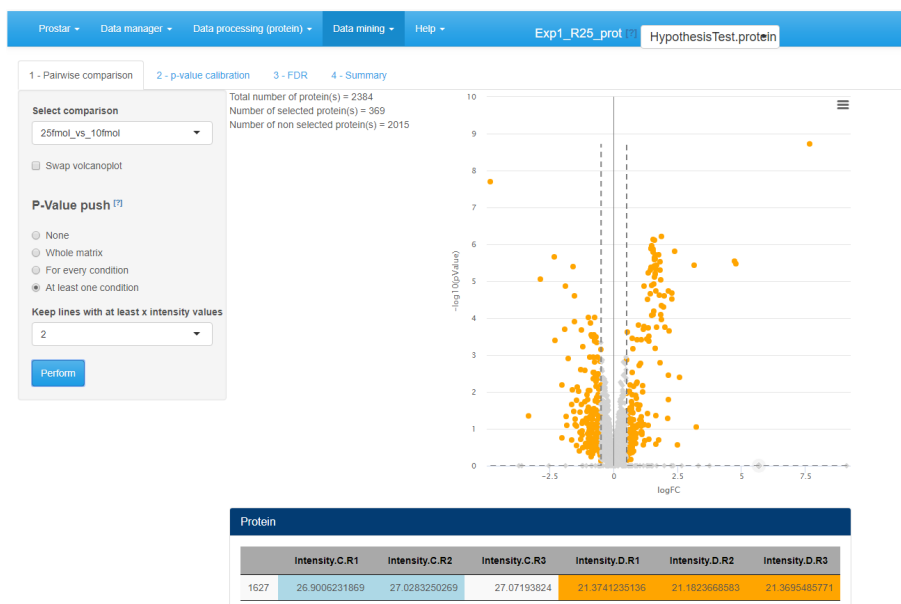 Prostar Data manager Data processing (protein) Data mining Help Exp1_R25_prot [?] HypothesisTest.protein
1 - Pairwise comparison 2 - p-value calibration 3 - FDR 4 - Summary
Select comparison
25fmol_vs_10fmol
Swap volcanoplot
P-Value push [?]
None
Whole matrix
For every condition
At least one condition
Keep lines with at least x intensity values
2
Perform
Total number of protein(s) = 2384
Number of selected protein(s) = 369
Number of non selected protein(s) = 2015
-log10(pValue)
10
9
8
7
6
5
4
3
2
1
0
-2.5 0 2.5 5 7.5
logFC
Protein
Intensity.C.R1 Intensity.C.R2 Intensity.C.R3 Intensity.D.R1 Intensity.D.R2 Intensity.D.R3
1627 26.9006231869 27.0283250269 27.07193824 21.3741235136 21.1823668583 21.3695485771